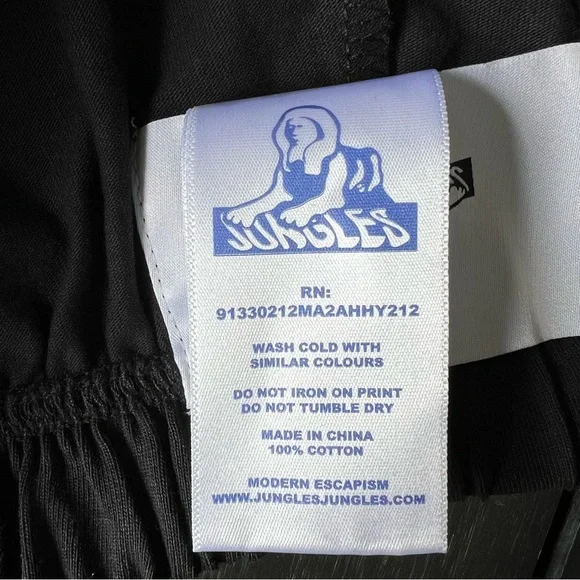 JUNGLES
RN:
91330212MA2AHHY212
WASH COLD WITH
SIMILAR COLOURS
DO NOT IRON ON PRINT
DO NOT TUMBLE DRY
MADE IN CHINA
100% COTTON
MODERN ESCAPISM
WWW.JUNGLESJUNGLES.COM